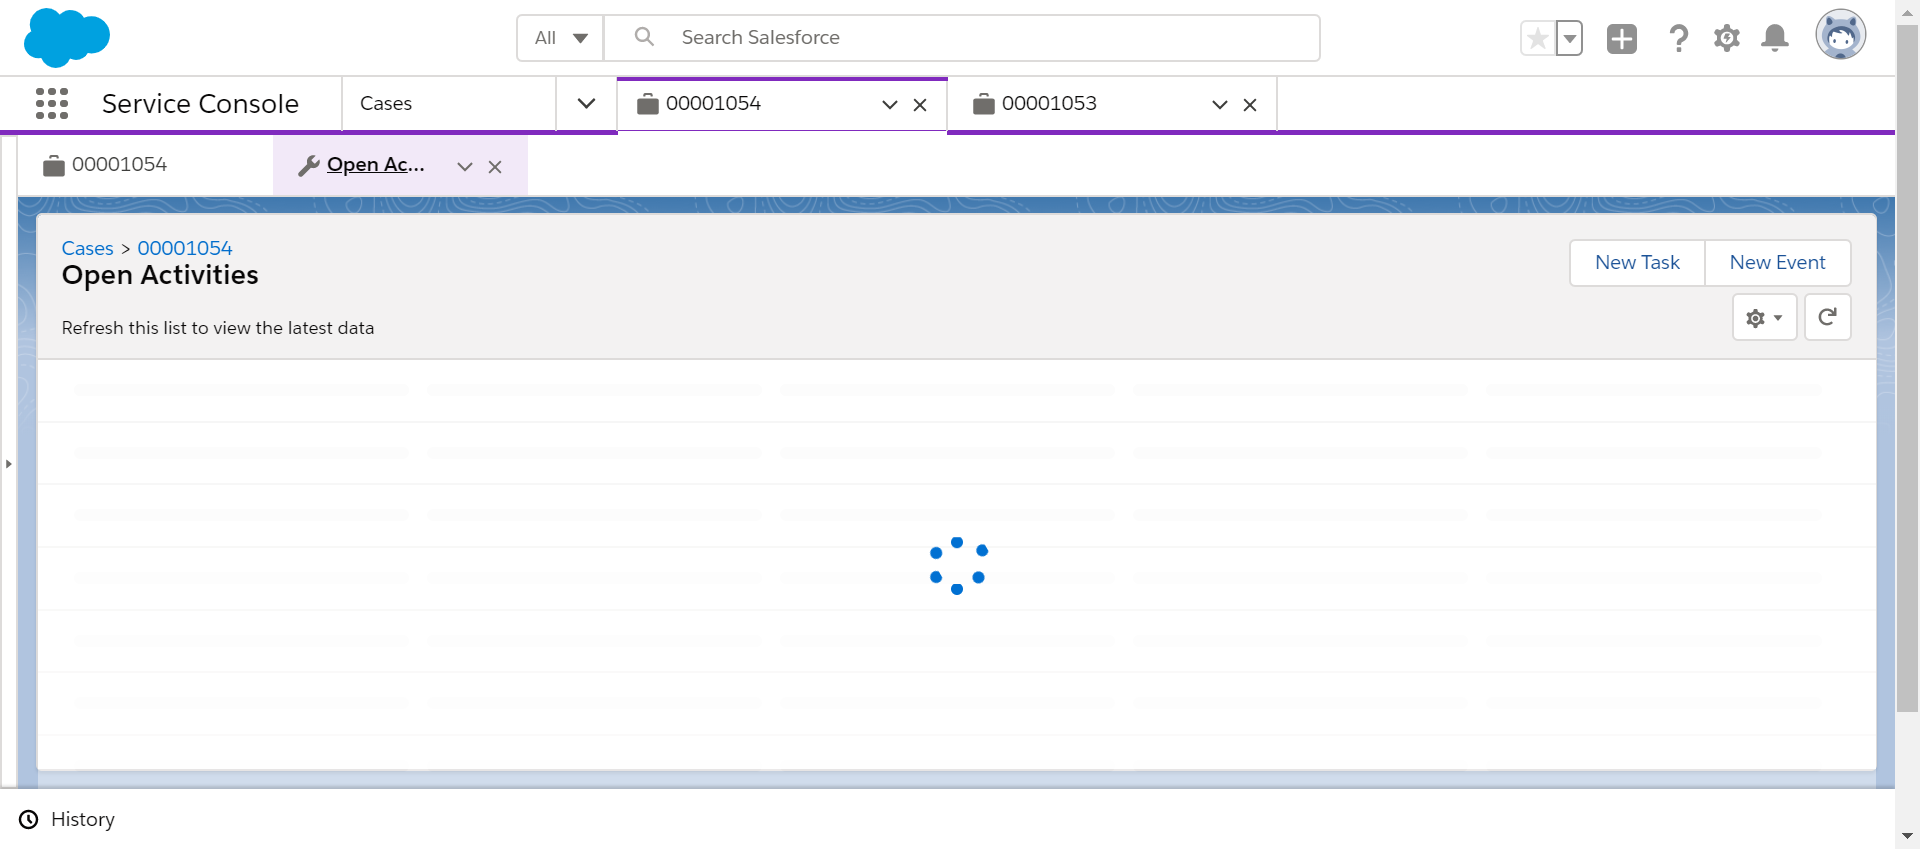 All
Search Salesforce
Service Console
Cases
00001054
00001053
00001054
Open Ac...
Cases > 00001054
Open Activities
New Task
New Event
Refresh this list to view the latest data
History